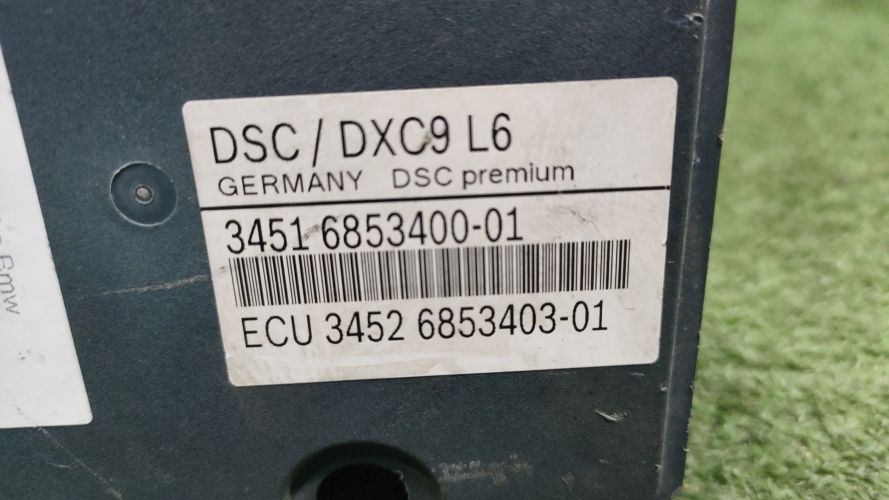 DSC / DXC9 L6
GERMANY DSC premium
3451 6853400-01
ECU 3452 6853403-01